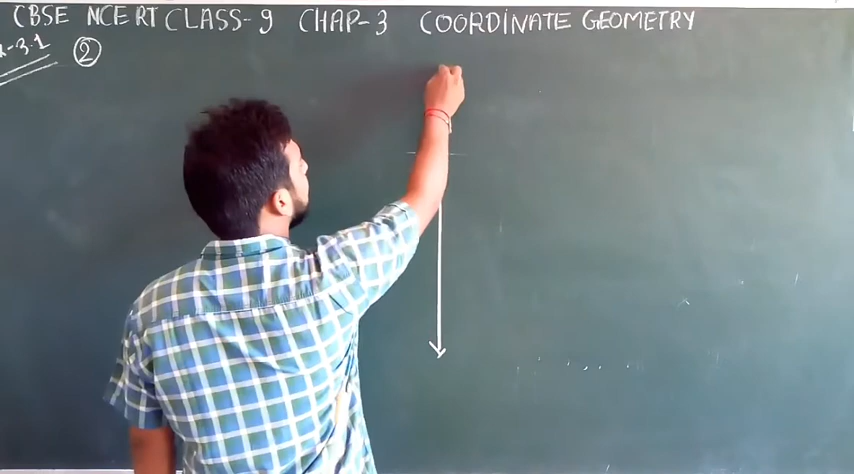 CBSE NCERT CLASS-9 CHAP-3 COORDINATE GEOMETRY
-3.1 ②